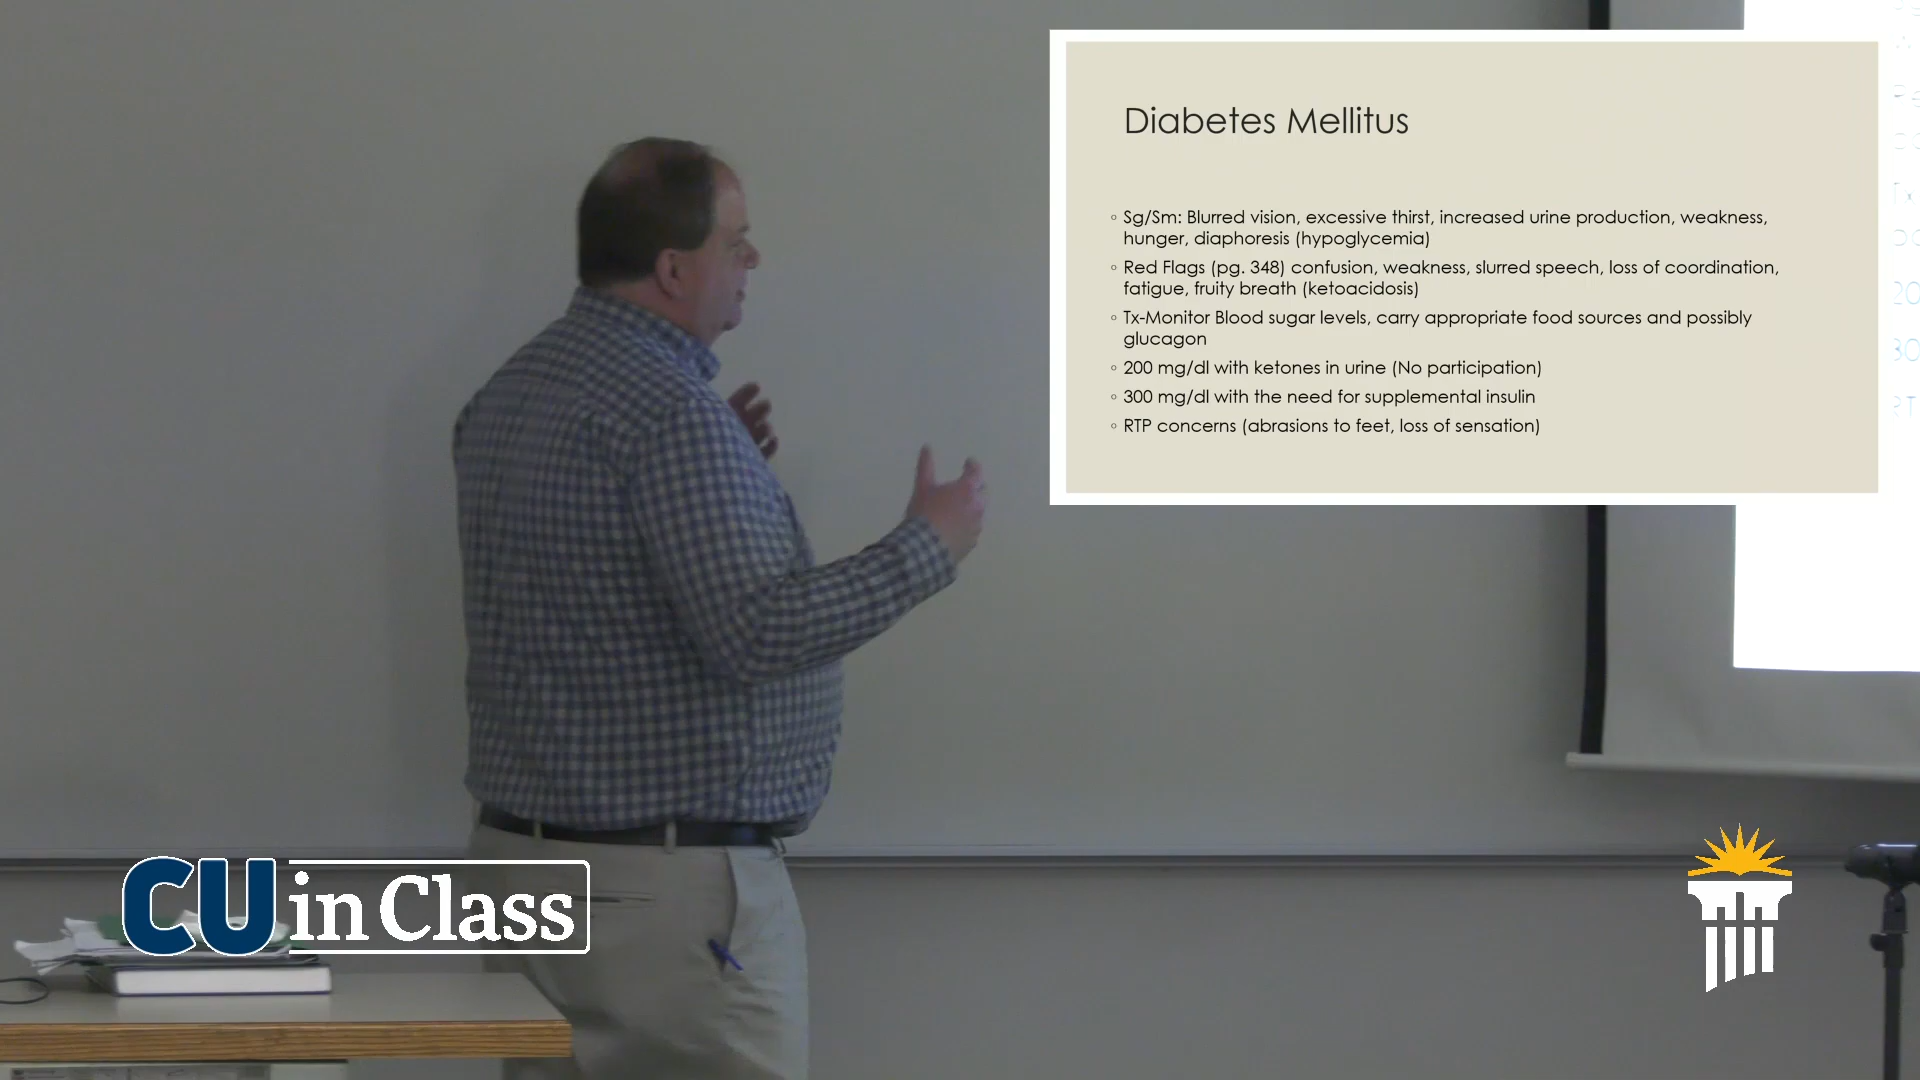 Diabetes Mellitus
◦ Sg/Sm: Blurred vision, excessive thirst, increased urine production, weakness,
hunger, diaphoresis (hypoglycemia)
◦ Red Flags (pg. 348) confusion, weakness, slurred speech, loss of coordination,
fatigue, fruity breath (ketoacidosis)
◦ Tx-Monitor Blood sugar levels, carry appropriate food sources and possibly
glucagon
◦ 200 mg/dl with ketones in urine (No participation)
◦ 300 mg/dl with the need for supplemental insulin
◦ RTP concerns (abrasions to feet, loss of sensation)
CU in Class